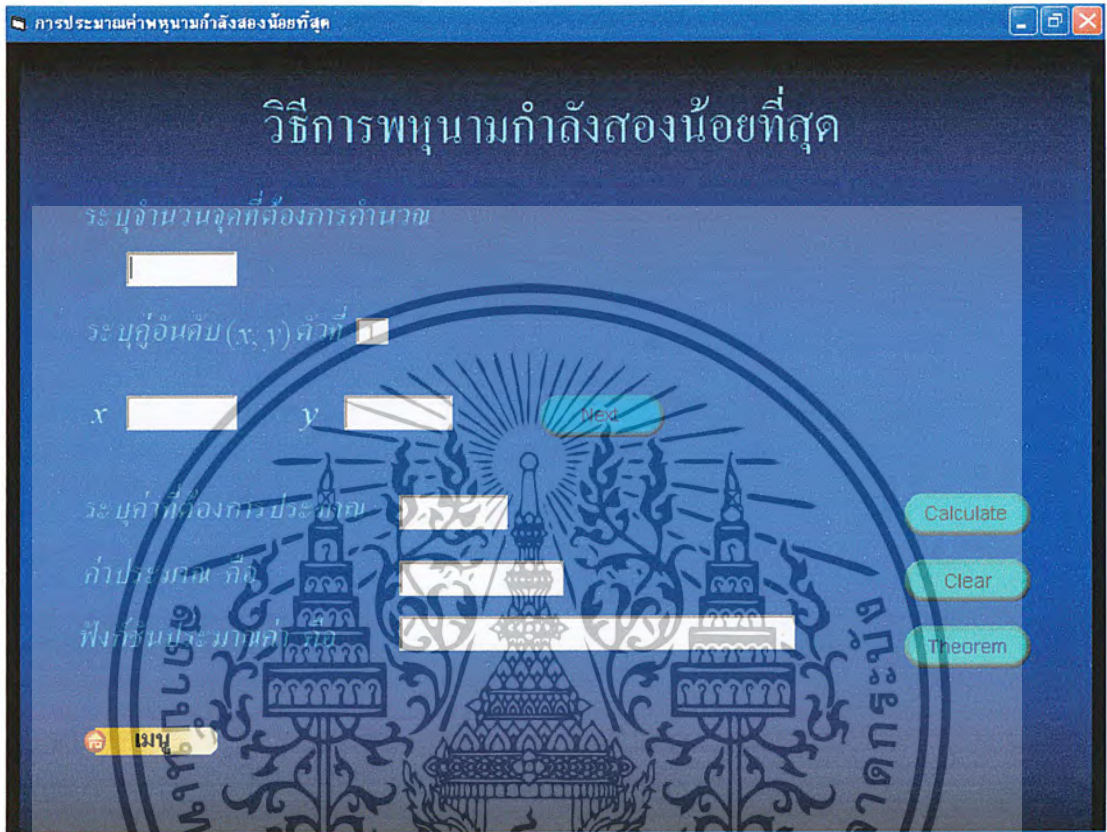 การประมาณค่าพหุนามกำลังสองน้อยที่สุด
วิธีการพหุนามกำลังสองน้อยที่สุด
ระบุจำนวนจุดที่ต้องการคำนวณ
ระบุคู่อันดับ (x, y) ตัวที่ 1
x y Next
ระบุค่าที่ต้องการประมาณ
Calculate
ค่าประมาณ คือ
Clear
ฟังก์ชันประมาณค่า คือ
Theorem
เมนู